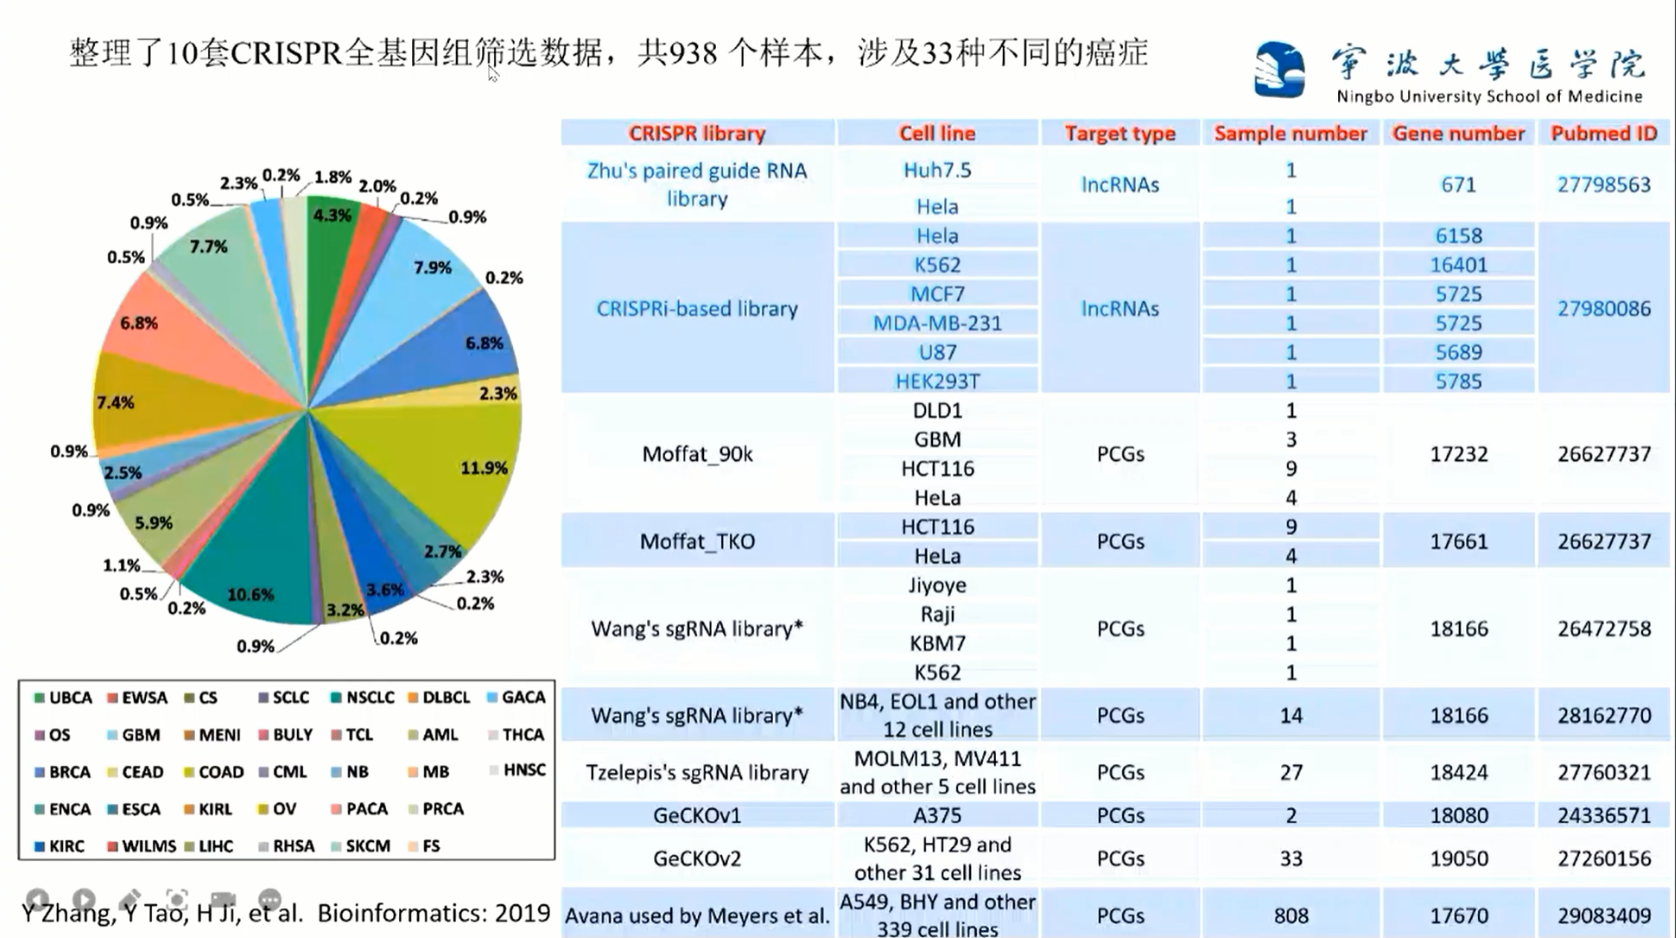 整理了10套CRISPR全基因组筛选数据，共938 个样本，涉及33种不同的癌症
寧波大學医学院
Ningbo University School of Medicine
0.2%
1.8%
2.3%
2.0%
0.5%
0.2%
0.9%
4.3%
0.9%
7.7%
0.5%
7.9%
0.2%
6.8%
6.8%
2.3%
7.4%
0.9%
11.9%
2.5%
0.9%
5.9%
2.7%
1.1%
2.3%
0.5%
10.6%
3.6%
0.2%
0.2%
3.2%
0.2%
0.9%
UBCA EWSA CS SCLC NSCLC DLBCL GACA
OS GBM MENI BULY TCL AML THCA
BRCA CEAD COAD CML NB MB HNSC
ENCA ESCA KIRL OV PACA PRCA
KIRC WILMS LIHC RHSA SKCM FS
Y Zhang, Y Tao, H Ji, et al. Bioinformatics: 2019
CRISPR library Cell line Target type Sample number Gene number Pubmed ID
Zhu's paired guide RNA
library
Huh7.5 1
Hela 1
lncRNAs 671 27798563
CRISPRi-based library
Hela 1 6158
K562 1 16401
MCF7 1 5725
MDA-MB-231 1 5725
U87 1 5689
HEK293T 1 5785
lncRNAs 27980086
Moffat_90k
DLD1 1
GBM 3
HCT116 9
HeLa 4
PCGs 17232 26627737
Moffat_TKO
HCT116 9
HeLa 4
PCGs 17661 26627737
Wang's sgRNA library*
Jiyoye 1
Raji 1
KBM7 1
K562 1
PCGs 18166 26472758
Wang's sgRNA library*
NB4, EOL1 and other
12 cell lines
PCGs 14 18166 28162770
Tzelepis's sgRNA library
MOLM13, MV411
and other 5 cell lines
PCGs 27 18424 27760321
GeCKOv1 A375 PCGs 2 18080 24336571
GeCKOv2
K562, HT29 and
other 31 cell lines
PCGs 33 19050 27260156
Avana used by Meyers et al.
A549, BHY and other
339 cell lines
PCGs 808 17670 29083409